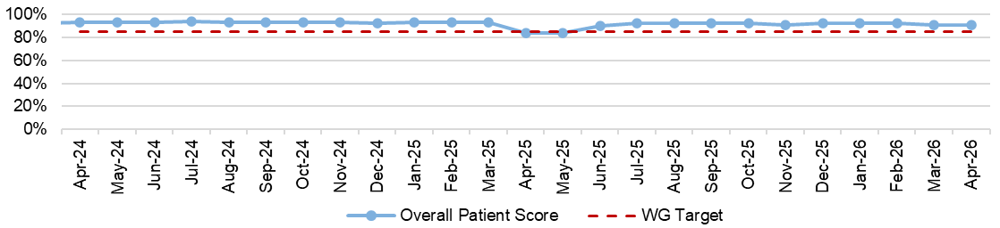 100%
80%
60%
40%
20%
0%
Apr-24
May-24
Jun-24
Jul-24
Aug-24
Sep-24
Oct-24
Nov-24
Dec-24
Jan-25
Feb-25
Mar-25
Apr-25
May-25
Jun-25
Jul-25
Aug-25
Sep-25
Oct-25
Nov-25
Dec-25
Jan-26
Feb-26
Mar-26
Apr-26
Overall Patient Score
WG Target